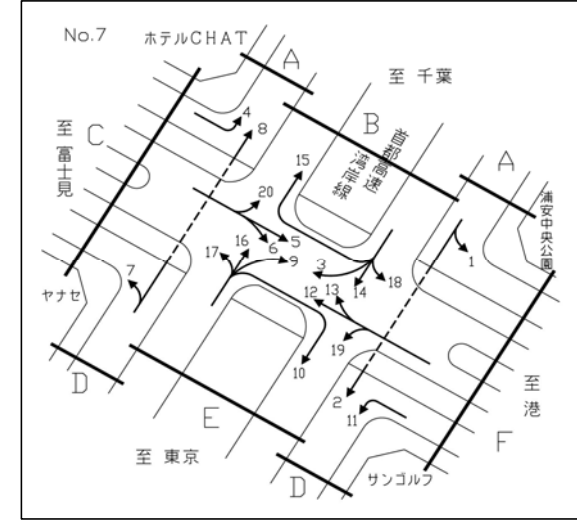 No.7
ホテルCHAT
A
至 千葉
B
首都高速
湾岸線
A
浦安中央公園
C
至 富士見
4
8
15
20
5
6
17
16
9
3
14
18
1
7
12
13
19
10
2
11
ヤナセ
D
E
至 東京
D
サンゴルフ
F
至 港